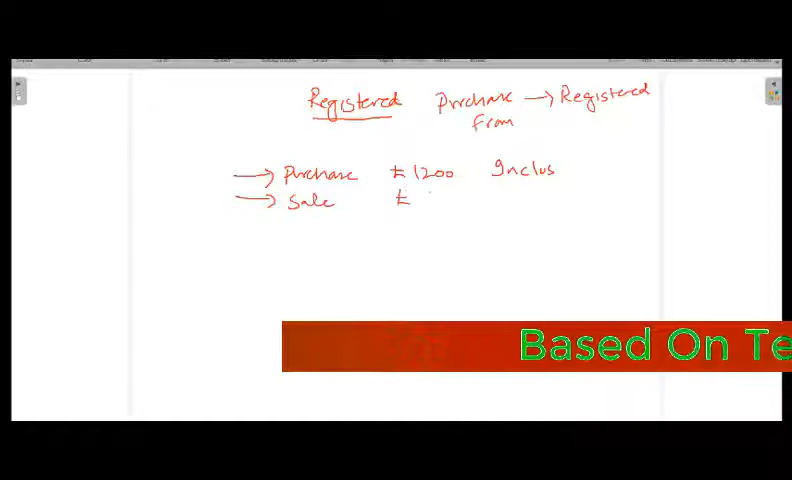 Registered Purchase → Registered
From
→ Purchase £1200 Inclus
→ Sale £
Based On Te